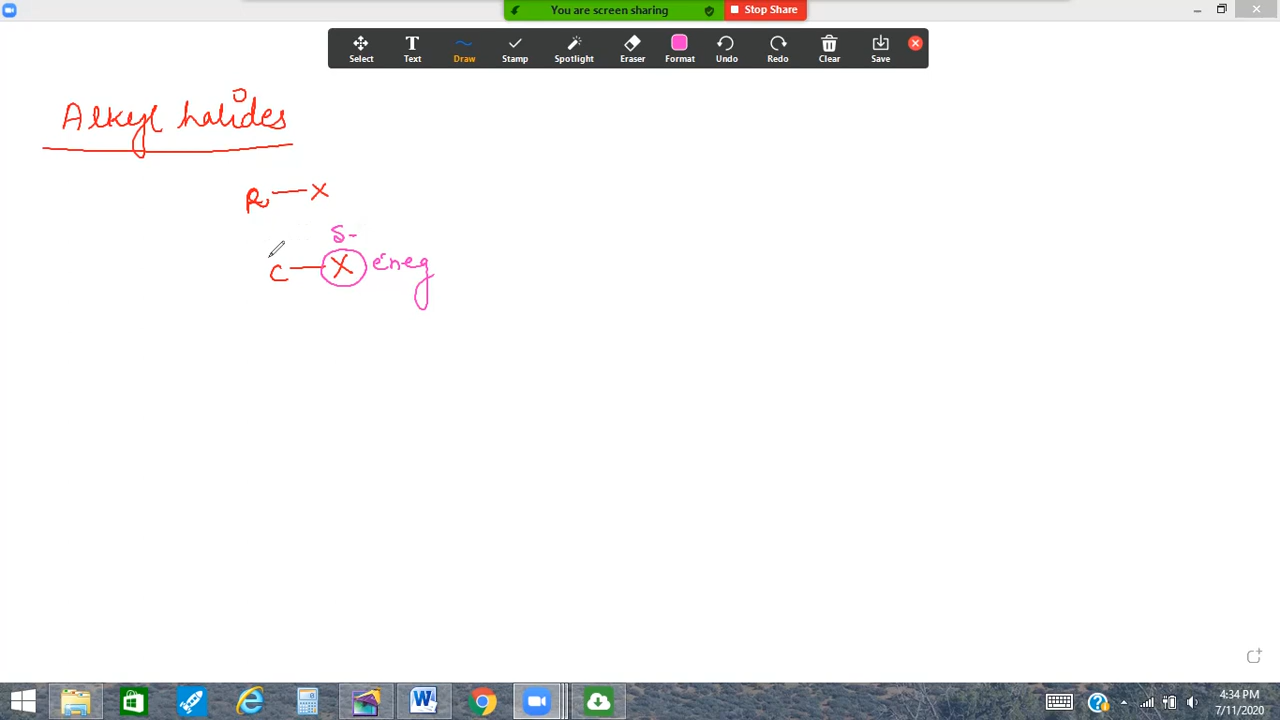 You are screen sharing Stop Share
Select Text Draw Stamp Spotlight Eraser Format Undo Redo Clear Save
Alkyl halides
R—X
δ-
C—X e⁻neg
4:34 PM
7/11/2020